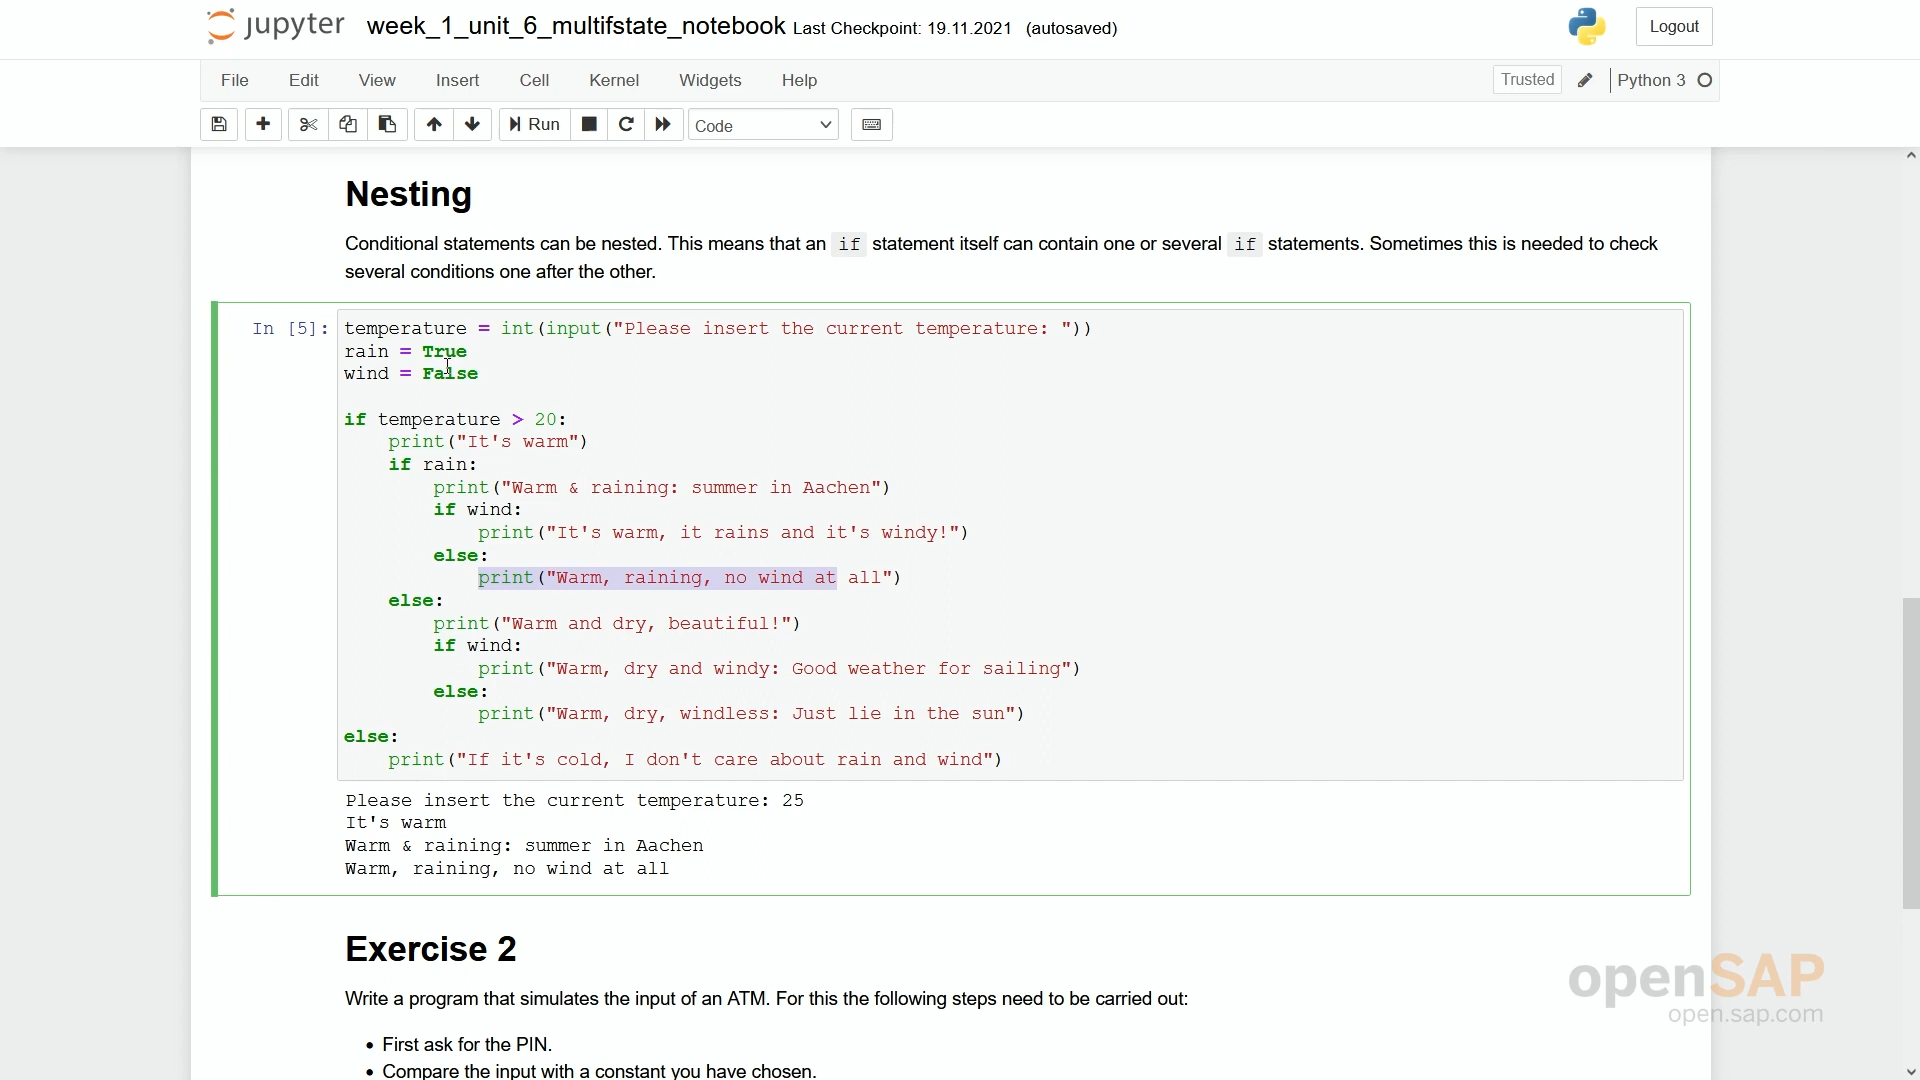 jupyter week_1_unit_6_multifstate_notebook Last Checkpoint: 19.11.2021 (autosaved) Logout
File Edit View Insert Cell Kernel Widgets Help Trusted Python 3
Run Code
Nesting
Conditional statements can be nested. This means that an if statement itself can contain one or several if statements. Sometimes this is needed to check
several conditions one after the other.
In [5]: temperature = int(input("Please insert the current temperature: "))
rain = True
wind = False
if temperature > 20:
    print("It's warm")
    if rain:
        print("Warm & raining: summer in Aachen")
        if wind:
            print("It's warm, it rains and it's windy!")
        else:
            print("Warm, raining, no wind at all")
    else:
        print("Warm and dry, beautiful!")
        if wind:
            print("Warm, dry and windy: Good weather for sailing")
        else:
            print("Warm, dry, windless: Just lie in the sun")
else:
    print("If it's cold, I don't care about rain and wind")
Please insert the current temperature: 25
It's warm
Warm & raining: summer in Aachen
Warm, raining, no wind at all
Exercise 2
Write a program that simulates the input of an ATM. For this the following steps need to be carried out:
• First ask for the PIN.
• Compare the input with a constant you have chosen.
openSAP
open.sap.com